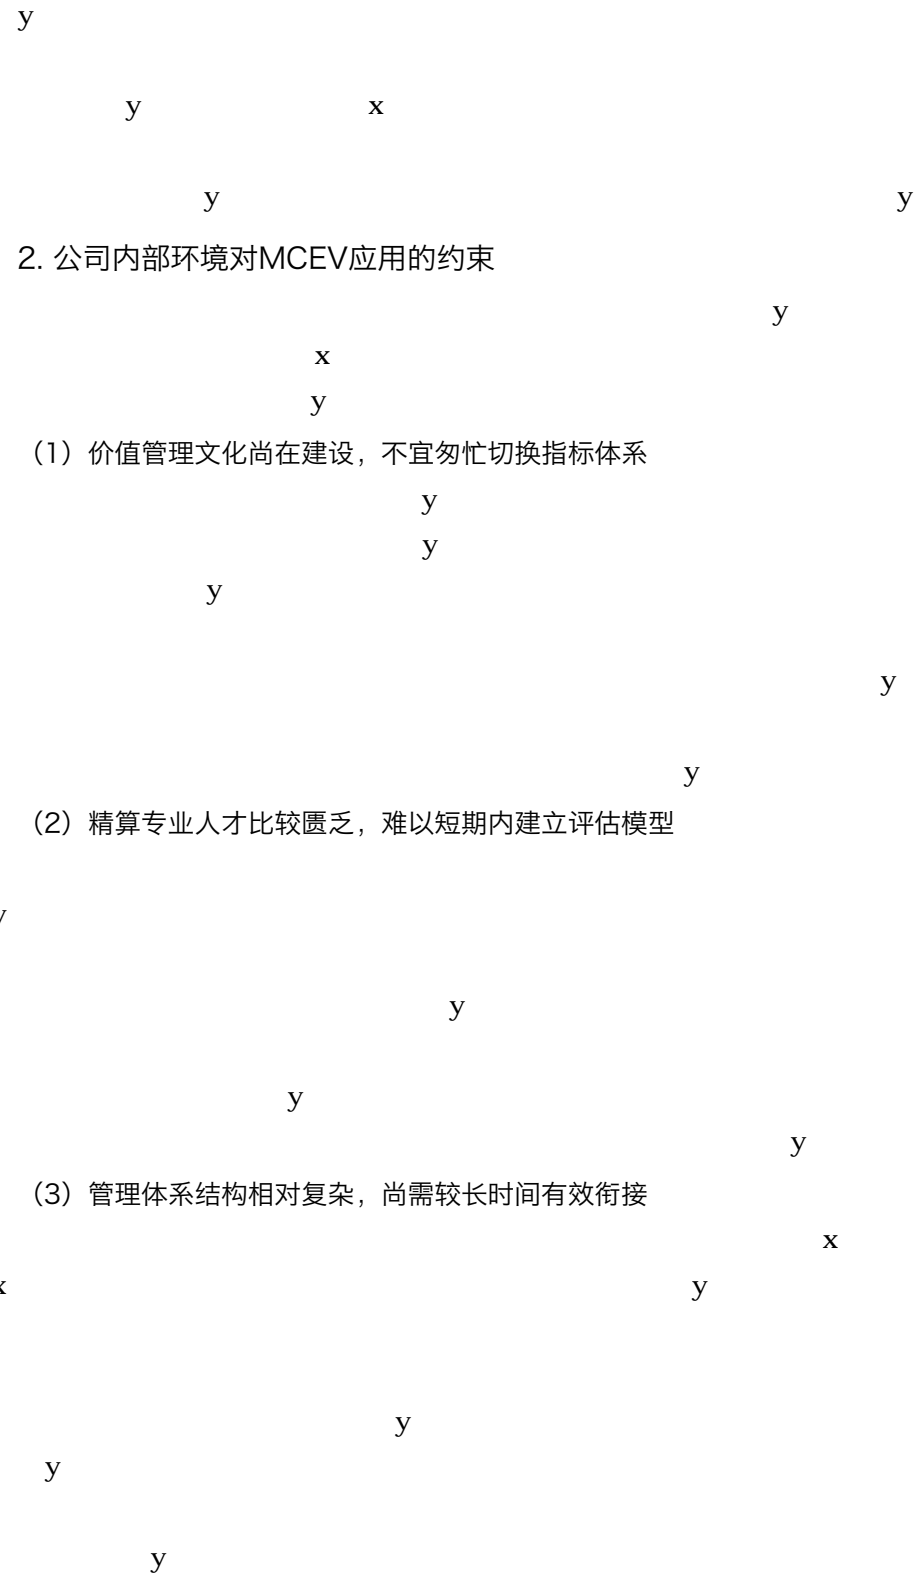 y
y x
y y
2. 公司内部环境对MCEV应用的约束
y
x
y
（1）价值管理文化尚在建设，不宜匆忙切换指标体系
y
y
y
y
y
（2）精算专业人才比较匮乏，难以短期内建立评估模型
y
y
y
y
（3）管理体系结构相对复杂，尚需较长时间有效衔接
x
x y
y
y
y